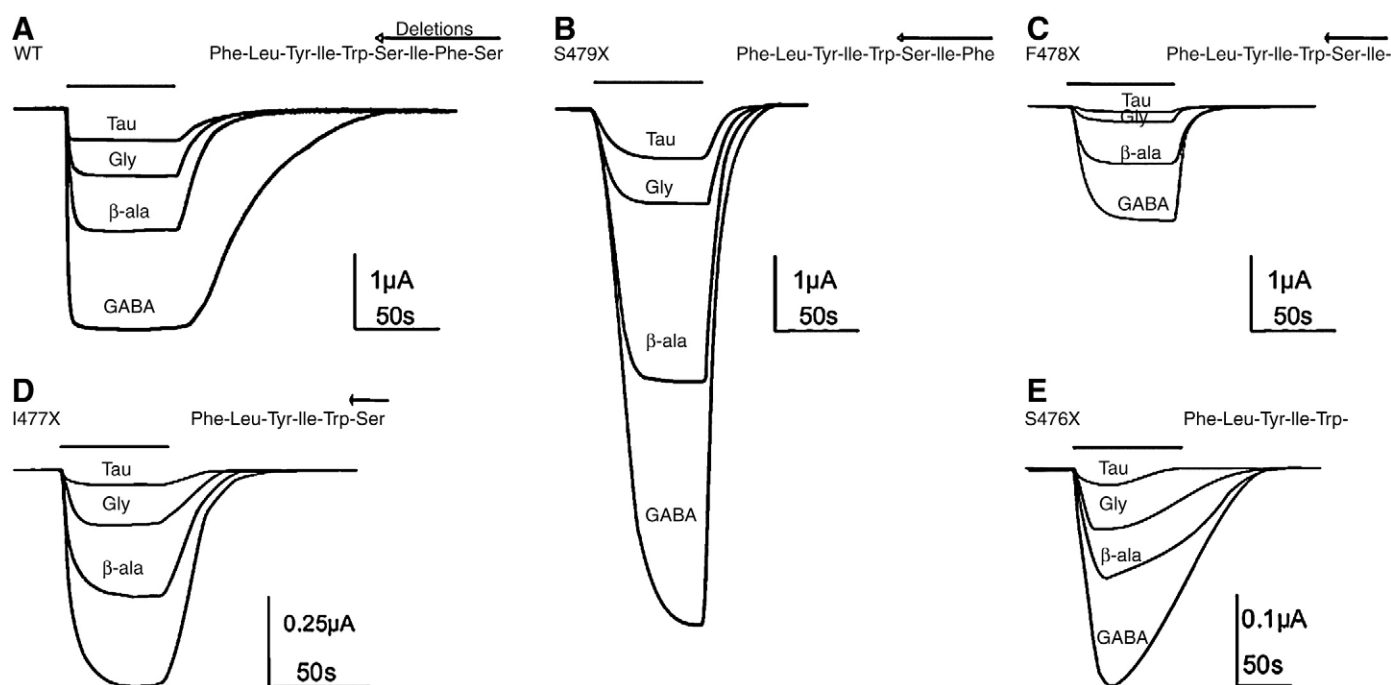 A
Deletions
WT
Phe-Leu-Tyr-Ile-Trp-Ser-Ile-Phe-Ser
Tau
Gly
β-ala
GABA
1µA
50s
B
S479X
Phe-Leu-Tyr-Ile-Trp-Ser-Ile-Phe
Tau
Gly
β-ala
GABA
1µA
50s
C
F478X
Phe-Leu-Tyr-Ile-Trp-Ser-Ile-
Tau
Gly
β-ala
GABA
1µA
50s
D
I477X
Phe-Leu-Tyr-Ile-Trp-Ser
Tau
Gly
β-ala
0.25µA
50s
E
S476X
Phe-Leu-Tyr-Ile-Trp-
Tau
Gly
β-ala
GABA
0.1µA
50s